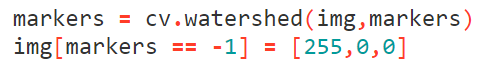 markers = cv.watershed(img,markers)
img[markers == -1] = [255,0,0]